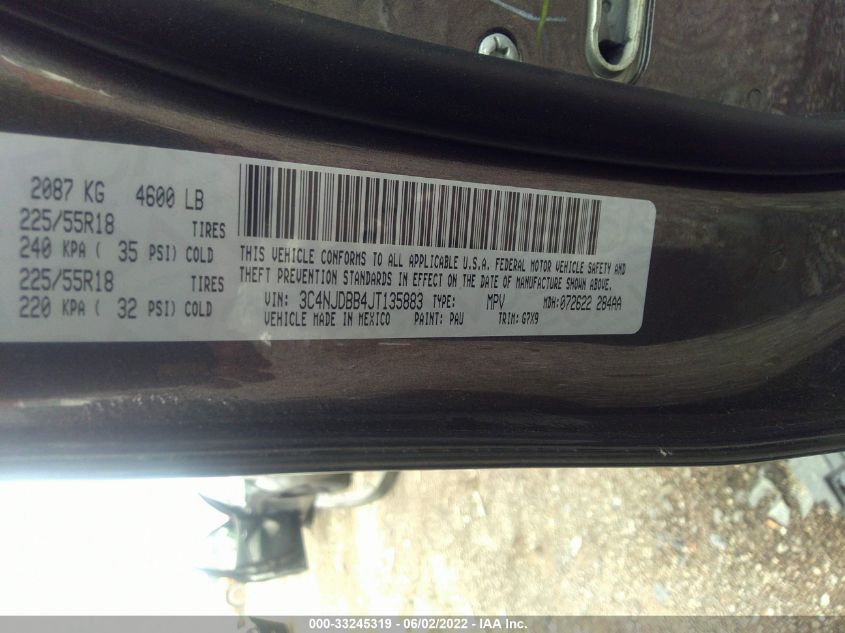 2087 KG 4600 LB
225/55R18 TIRES
240 KPA ( 35 PSI) COLD
225/55R18 TIRES
220 KPA ( 32 PSI) COLD
THIS VEHICLE CONFORMS TO ALL APPLICABLE U.S.A. FEDERAL MOTOR VEHICLE SAFETY AND
THEFT PREVENTION STANDARDS IN EFFECT ON THE DATE OF MANUFACTURE SHOWN ABOVE.
VIN: 3C4NJDBB4JT135883 TYPE: MPV MDH: 072622 284AA
VEHICLE MADE IN MEXICO PAINT: PAU TRIM: G7X9
000-33245319 - 06/02/2022 - IAA Inc.